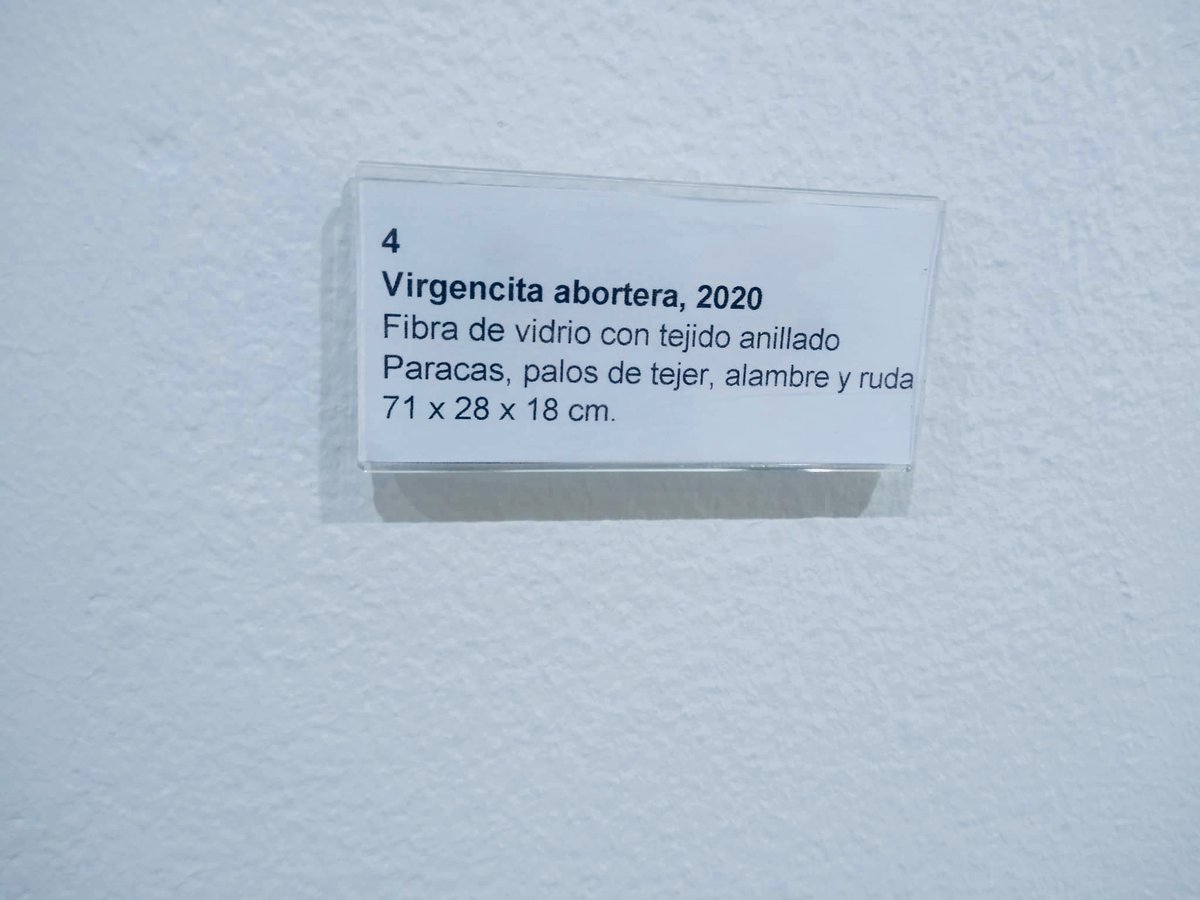 4
Virgencita abortera, 2020
Fibra de vidrio con tejido anillado
Paracas, palos de tejer, alambre y ruda
71 x 28 x 18 cm.